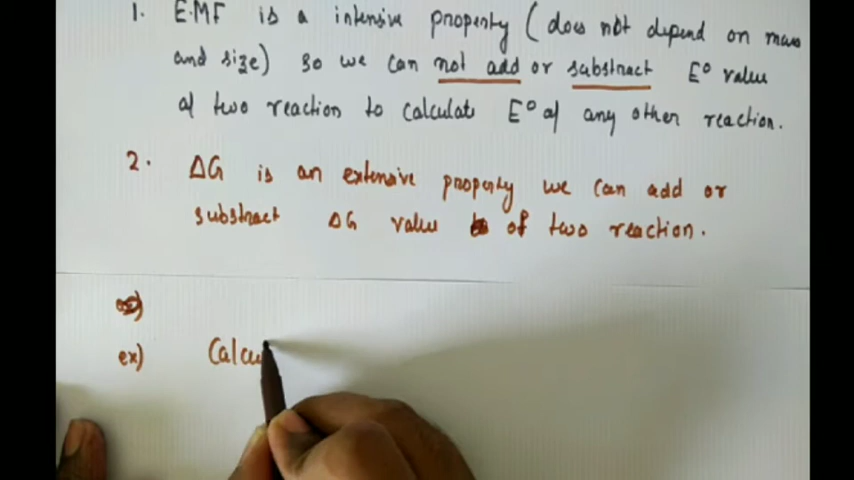 1. E.M.F is a intensive property (does not depend on mass
and size) so we can not add or substract E° value
of two reaction to calculate E° of any other reaction.
2. ΔG is an extensive property we can add or
substract ΔG value of two reaction.
ex) Calcu